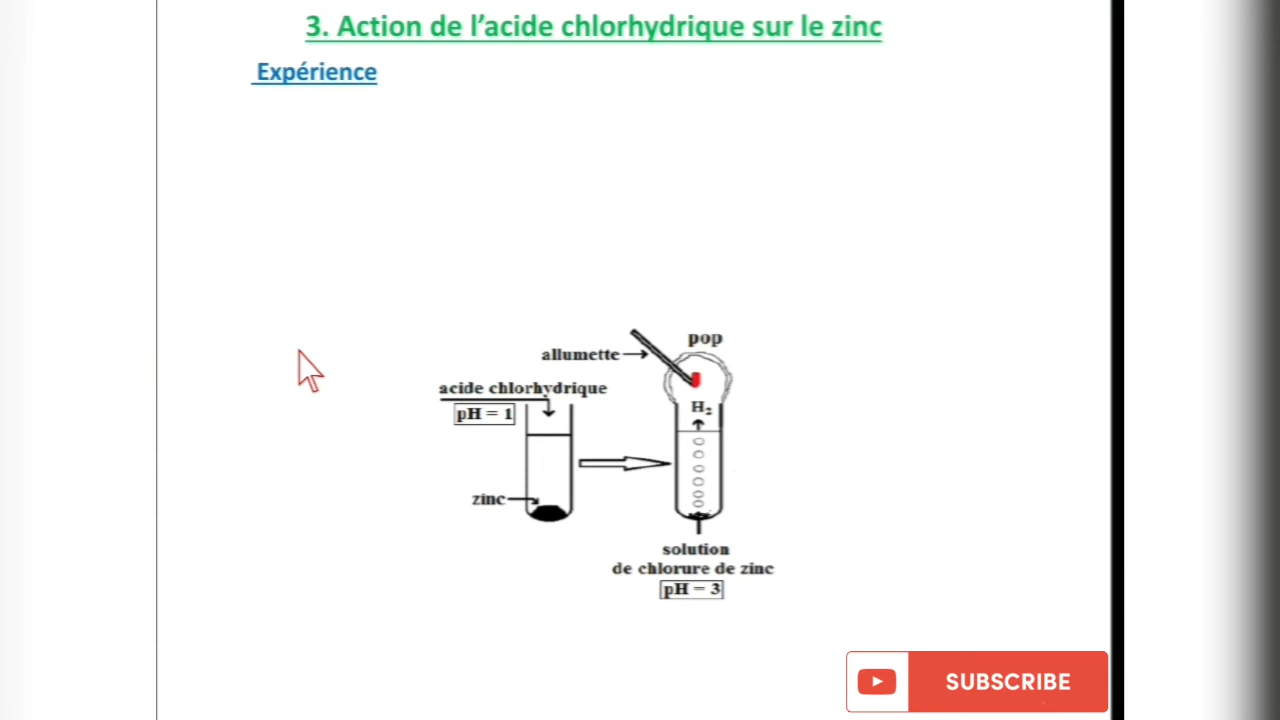 3. Action de l’acide chlorhydrique sur le zinc
Expérience
pop
allumette
acide chlorhydrique
H₂
pH = 1
zinc
solution
de chlorure de zinc
pH = 3
SUBSCRIBE